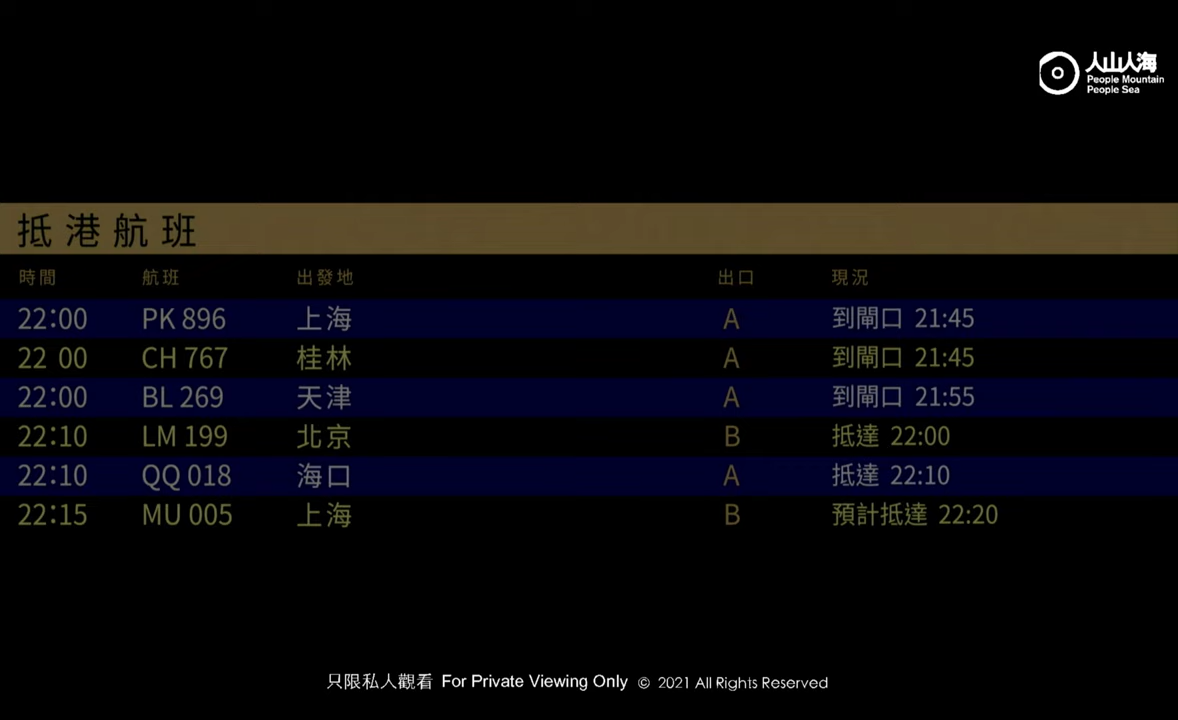 人山人海
People Mountain
People Sea
抵港航班
時間 航班 出發地 出口 現況
22:00 PK 896 上海 A 到閘口 21:45
22 00 CH 767 桂林 A 到閘口 21:45
22:00 BL 269 天津 A 到閘口 21:55
22:10 LM 199 北京 B 抵達 22:00
22:10 QQ 018 海口 A 抵達 22:10
22:15 MU 005 上海 B 預計抵達 22:20
只限私人觀看 For Private Viewing Only © 2021 All Rights Reserved